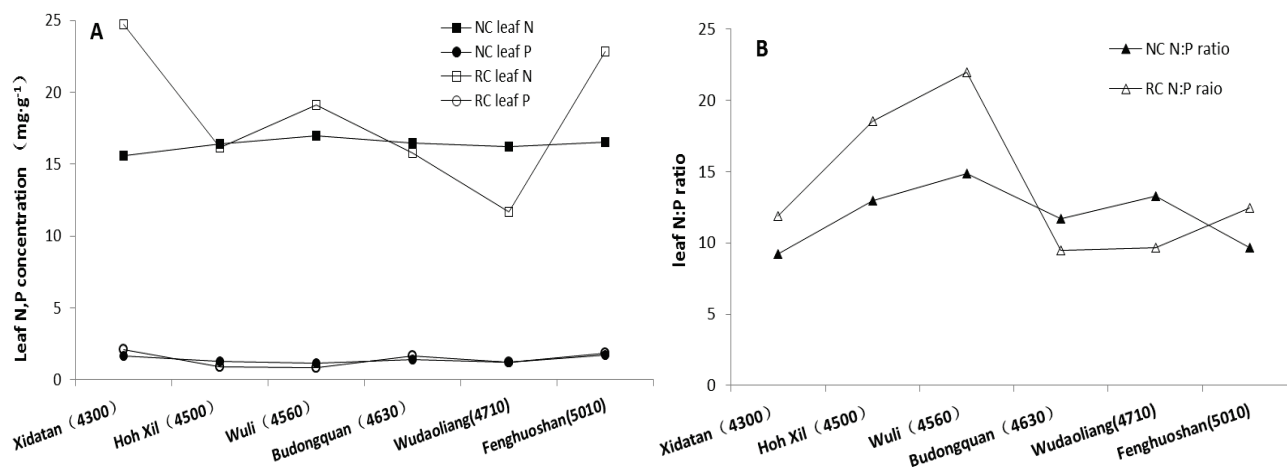 A
NC leaf N
NC leaf P
RC leaf N
RC leaf P
Leaf N,P concentration （mg·g⁻¹）
25
20
15
10
5
0
Xidatan（4300）
Hoh Xil（4500）
Wuli（4560）
Budongquan（4630）
Wudaoliang(4710)
Fenghuoshan(5010)
B
NC N:P ratio
RC N:P raio
leaf N:P ratio
25
20
15
10
5
0
Xidatan（4300）
Hoh Xil（4500）
Wuli（4560）
Budongquan（4630）
Wudaoliang(4710)
Fenghuoshan(5010)